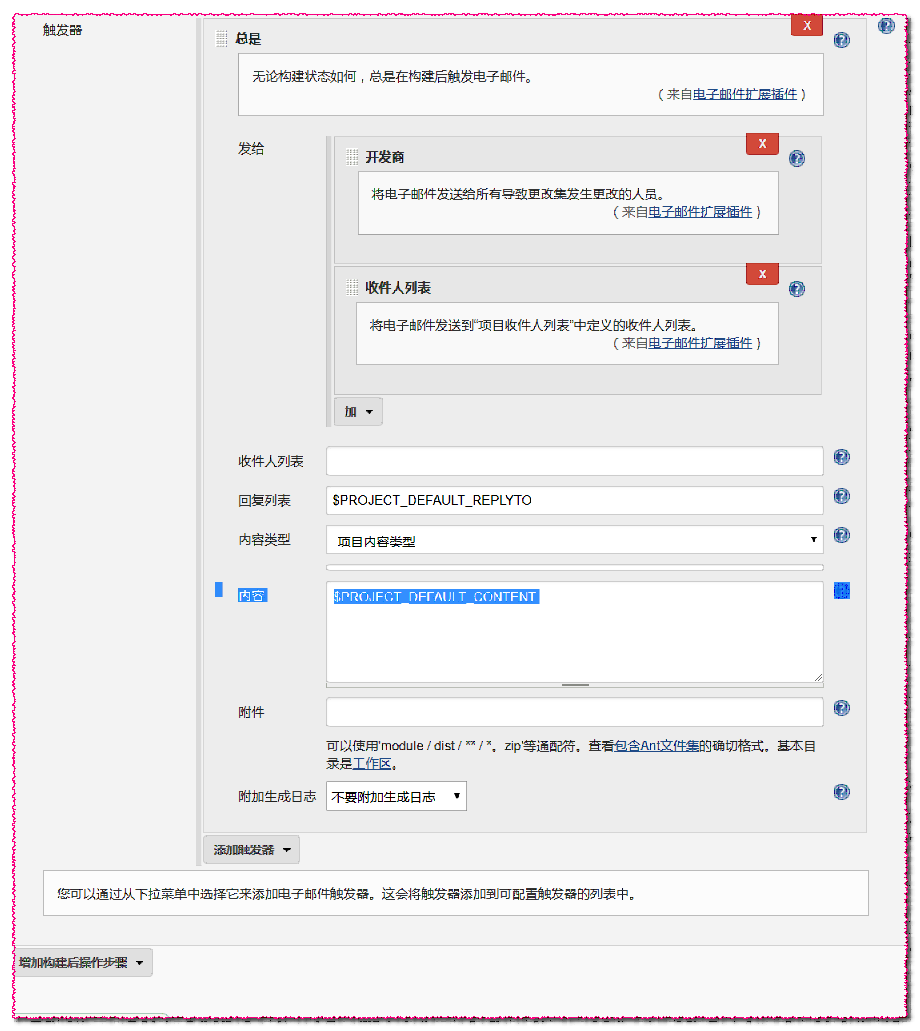 触发器
X
总是
无论构建状态如何，总是在构建后触发电子邮件。
（ 来自电子邮件扩展插件 ）
发给
X
开发商
将电子邮件发送给所有导致更改集发生更改的人员。
（ 来自电子邮件扩展插件 ）
X
收件人列表
将电子邮件发送到“项目收件人列表”中定义的收件人列表。
（ 来自电子邮件扩展插件 ）
加
收件人列表
回复列表 $PROJECT_DEFAULT_REPLYTO
内容类型 项目内容类型
内容 $PROJECT_DEFAULT_CONTENT
附件
可以使用'module / dist / ** / *。zip'等通配符。查看包含Ant文件集的确切格式。基本目
录是工作区。
附加生成日志 不要附加生成日志
添加触发器
您可以通过从下拉菜单中选择它来添加电子邮件触发器。这会将触发器添加到可配置触发器的列表中。
增加构建后操作步骤